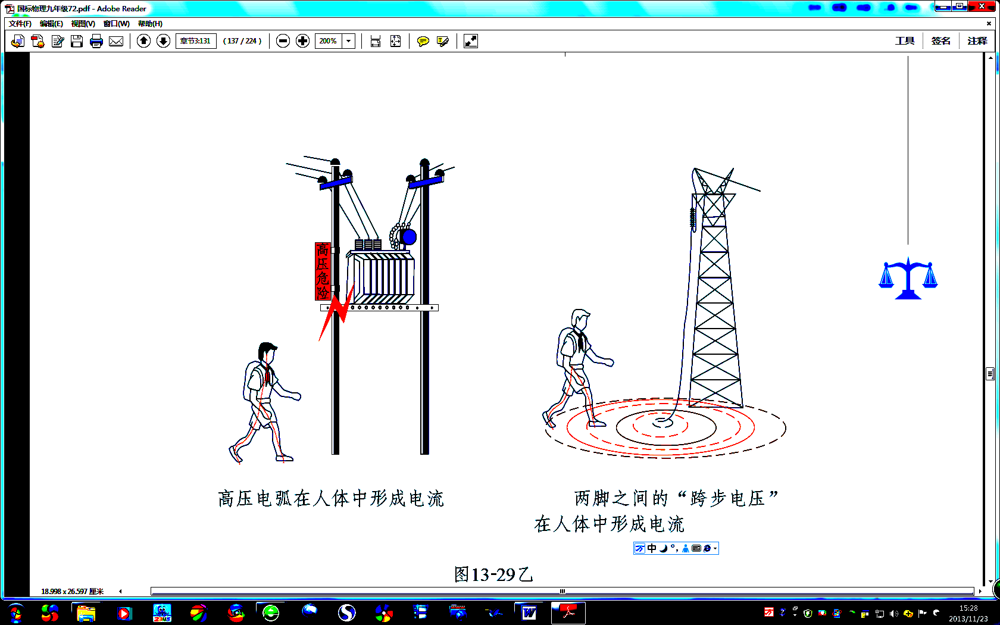 国标物理九年级72.pdf - Adobe Reader
文件(F) 编辑(E) 视图(V) 窗口(W) 帮助(H)
章节3:131 (137 / 224) 200% 工具 签名 注释
高压危险
高压电弧在人体中形成电流
两脚之间的“跨步电压”
在人体中形成电流
中
图13-29乙
18.998 x 26.597 厘米
2345
15:28
2013/11/23